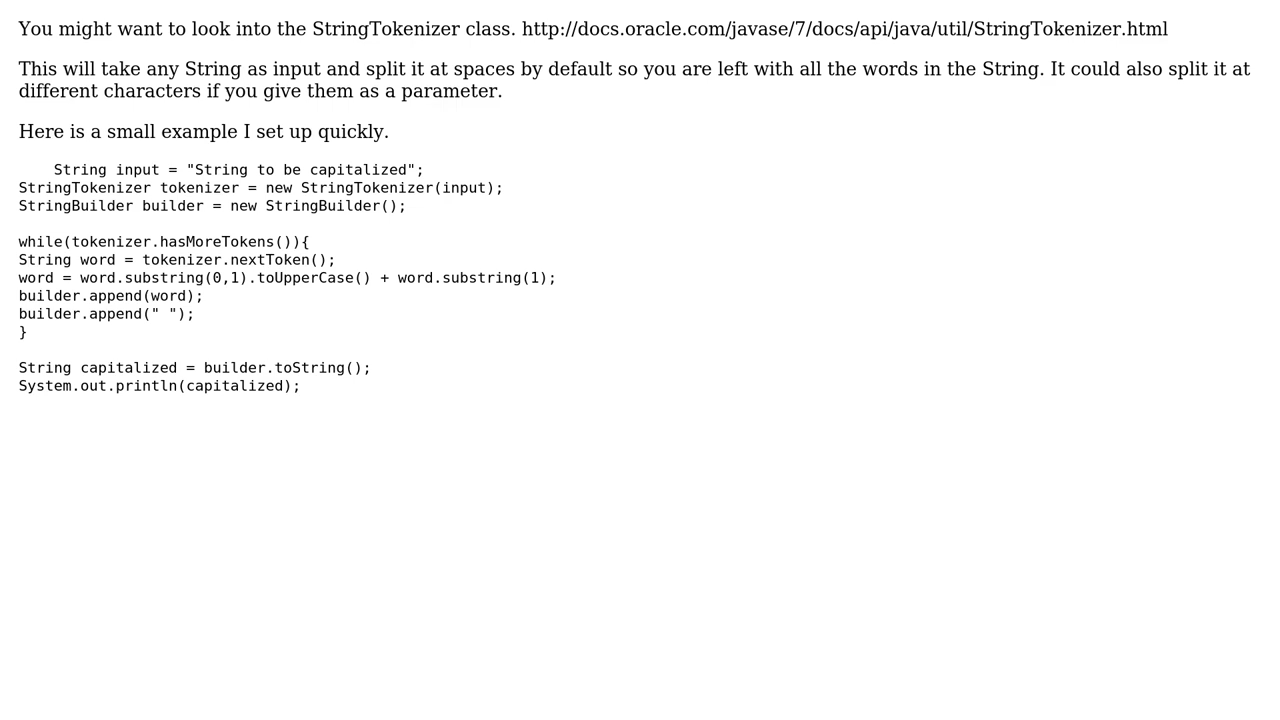 You might want to look into the StringTokenizer class. http://docs.oracle.com/javase/7/docs/api/java/util/StringTokenizer.html
This will take any String as input and split it at spaces by default so you are left with all the words in the String. It could also split it at
different characters if you give them as a parameter.
Here is a small example I set up quickly.
    String input = "String to be capitalized";
StringTokenizer tokenizer = new StringTokenizer(input);
StringBuilder builder = new StringBuilder();

while(tokenizer.hasMoreTokens()){
String word = tokenizer.nextToken();
word = word.substring(0,1).toUpperCase() + word.substring(1);
builder.append(word);
builder.append(" ");
}

String capitalized = builder.toString();
System.out.println(capitalized);